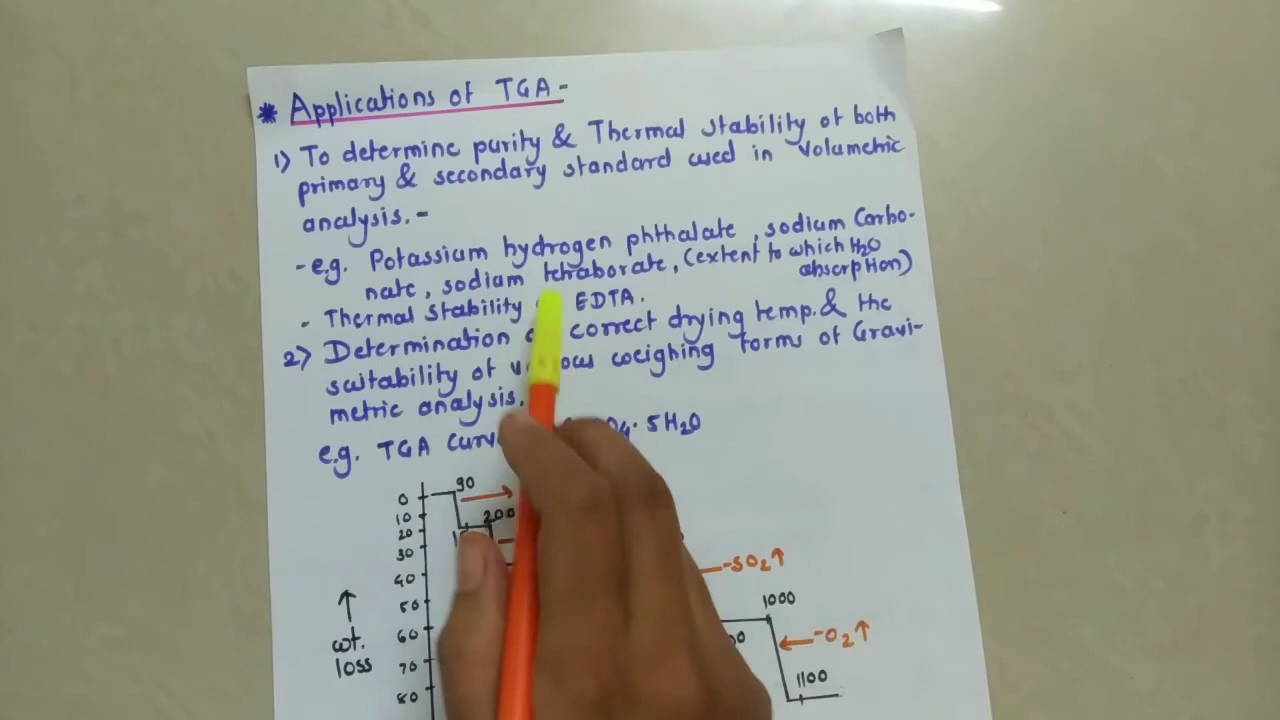 * Applications of TGA -
1) To determine purity & Thermal stability of both
primary & secondary standard used in volumetric
analysis. -
- e.g. Potassium hydrogen phthalate, sodium Carbo-
nate, sodium tetraborate, (extent to which H2O
absorption)
- Thermal stability EDTA.
2) Determination correct drying temp. & the
suitability of weighing forms of Gravi-
metric analysis.
e.g. TGA . 5H2O
90
0
10
200
20
30
40
-SO2↑
50
1000
60
-O2↑
↑
wt.
loss
70
1100
80